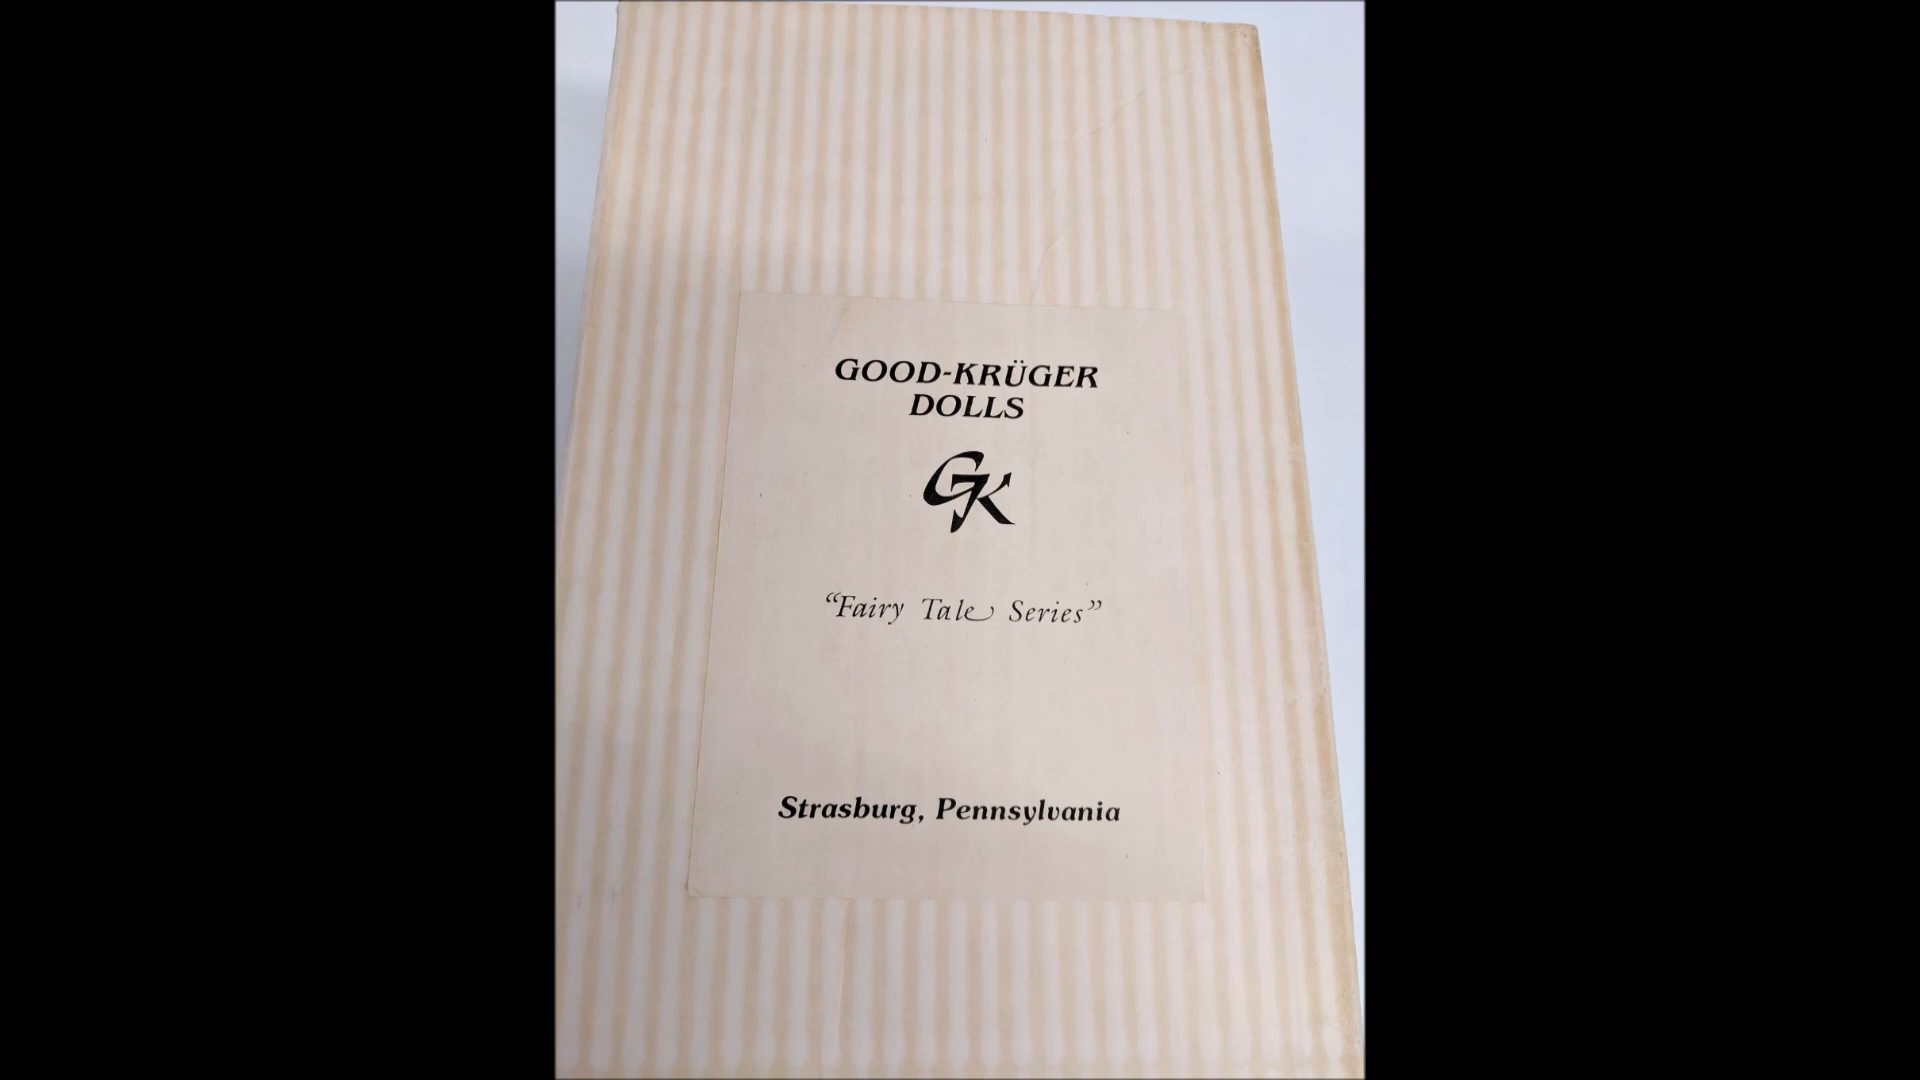 GOOD-KRÜGER
DOLLS
GK
“Fairy Tale Series”
Strasburg, Pennsylvania